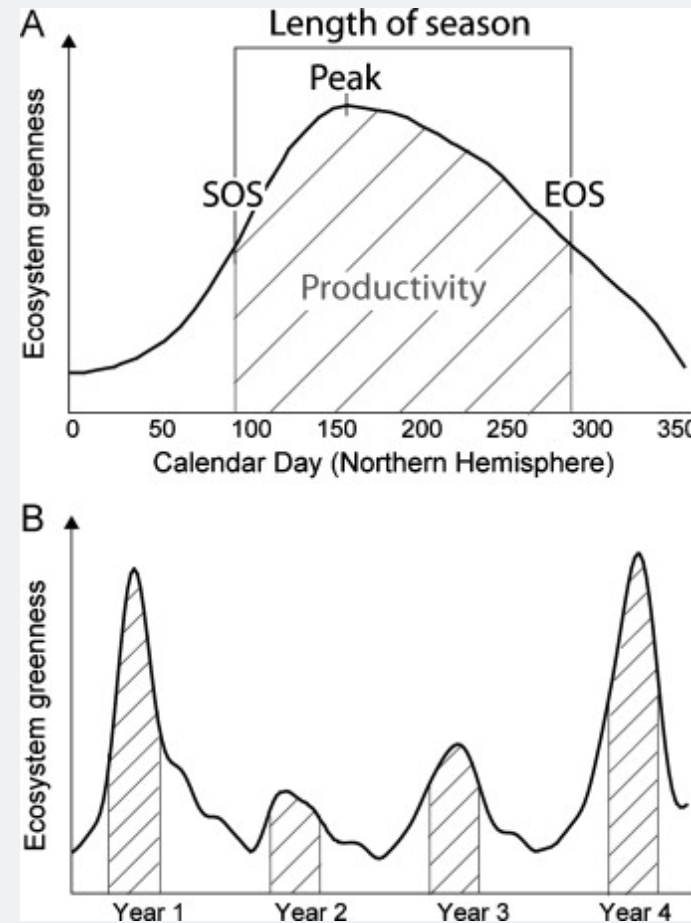 A
Length of season
Peak
SOS
EOS
Productivity
Ecosystem greenness
0 50 100 150 200 250 300 350
Calendar Day (Northern Hemisphere)
B
Ecosystem greenness
Year 1 Year 2 Year 3 Year 4